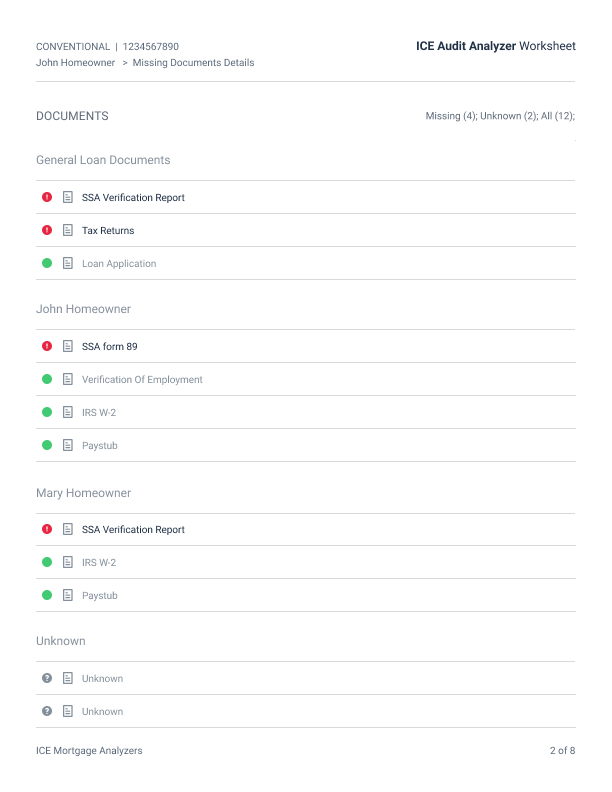 CONVENTIONAL | 1234567890
ICE Audit Analyzer Worksheet
John Homeowner > Missing Documents Details
DOCUMENTS
Missing (4); Unknown (2); All (12);
General Loan Documents
SSA Verification Report
Tax Returns
Loan Application
John Homeowner
SSA form 89
Verification Of Employment
IRS W-2
Paystub
Mary Homeowner
SSA Verification Report
IRS W-2
Paystub
Unknown
Unknown
Unknown
ICE Mortgage Analyzers
2 of 8